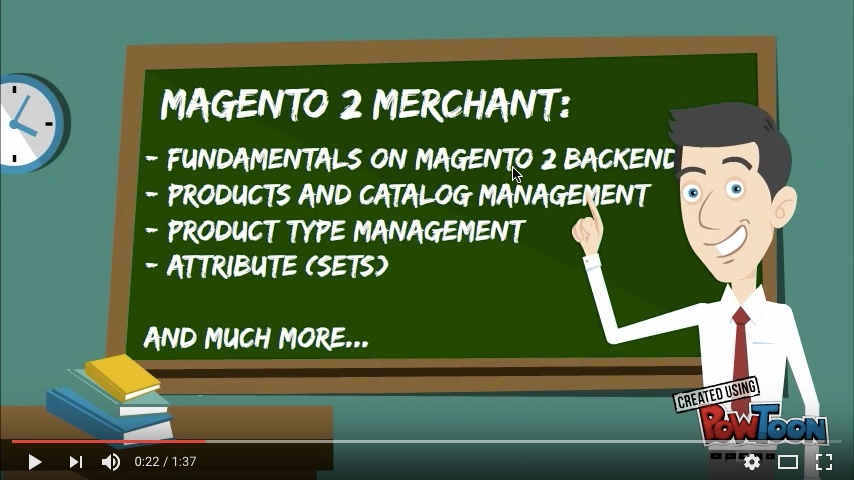 MAGENTO 2 MERCHANT:
- FUNDAMENTALS ON MAGENTO 2 BACKEND
- PRODUCTS AND CATALOG MANAGEMENT
- PRODUCT TYPE MANAGEMENT
- ATTRIBUTE (SETS)
AND MUCH MORE...
CREATED USING
POWTOON
0:22 / 1:37